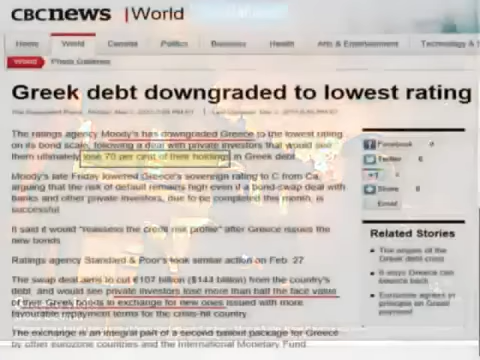 CBCnews | World
Home World Canada Politics Business Health Arts & Entertainment Technology &
World Photo Galleries
Greek debt downgraded to lowest rating
The ratings agency Moody's has downgraded Greece to the lowest rating
on its bond scale, following a deal with private investors that would see
them ultimately lose 70 per cent of their holdings in Greek debt.
Moody's late Friday lowered Greece's sovereign rating to C from Ca,
arguing that the risk of default remains high even if a bond-swap deal with
banks and other private investors, due to be completed this month, is
successful.
It said it would "reassess the credit risk profile" after Greece issues the
new bonds
Ratings agency Standard & Poor's took similar action on Feb. 27
The swap deal aims to cut €107 billion ($144 billion) from the country's
debt, and would see private investors lose more than half the face value
of their Greek bonds in exchange for new ones issued with more
favourable repayment terms for the crisis-hit country.
The exchange is an integral part of a second bailout package for Greece
by other eurozone countries and the International Monetary Fund.
Facebook
Twitter
+1
Share
Email
Related Stories
The origins of the Greek debt crisis